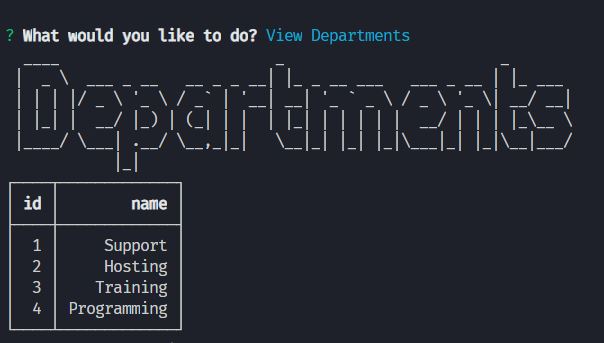 ? What would you like to do? View Departments
Departments
id name
1 Support
2 Hosting
3 Training
4 Programming